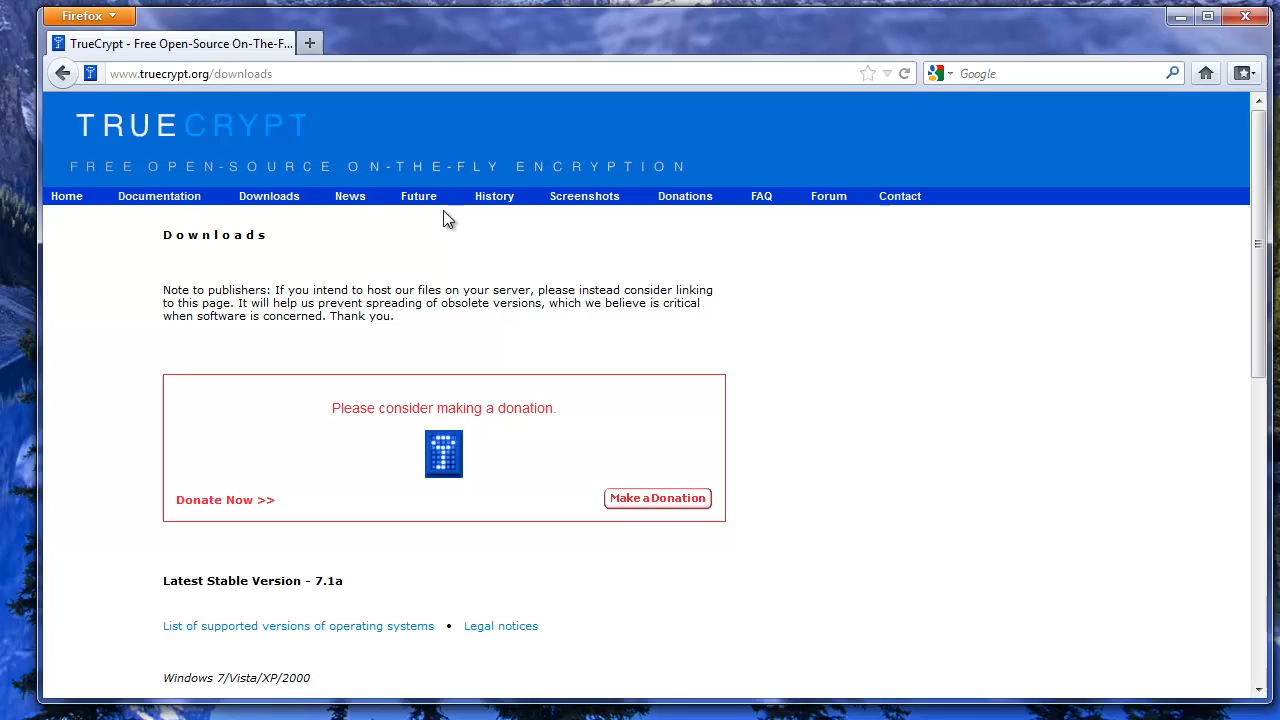 Firefox
TrueCrypt - Free Open-Source On-The-F...
www.truecrypt.org/downloads
Google
TRUECRYPT
FREE OPEN-SOURCE ON-THE-FLY ENCRYPTION
Home Documentation Downloads News Future History Screenshots Donations FAQ Forum Contact
Downloads
Note to publishers: If you intend to host our files on your server, please instead consider linking
to this page. It will help us prevent spreading of obsolete versions, which we believe is critical
when software is concerned. Thank you.
Please consider making a donation.
Donate Now >>
Make a Donation
Latest Stable Version - 7.1a
List of supported versions of operating systems • Legal notices
Windows 7/Vista/XP/2000